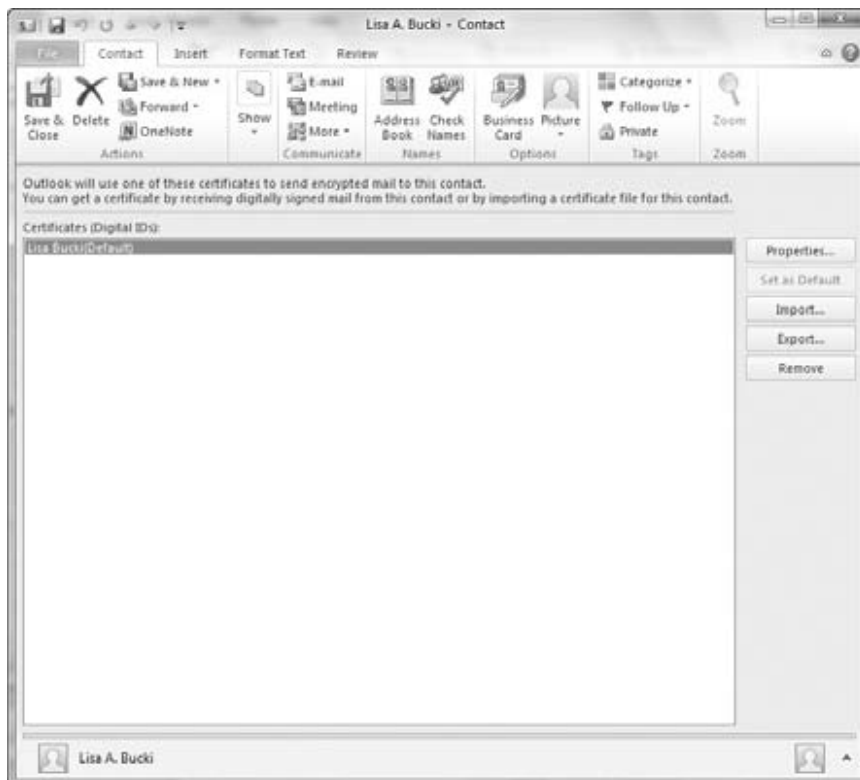 Lisa A. Bucki - Contact
File Contact Insert Format Text Review
Save & Close
Delete
Save & New
Forward
OneNote
Actions
Show
E-mail
Meeting
More
Communicate
Address Book
Check Names
Names
Business Card
Picture
Options
Categorize
Follow Up
Private
Tags
Zoom
Zoom
Outlook will use one of these certificates to send encrypted mail to this contact.
You can get a certificate by receiving digitally signed mail from this contact or by importing a certificate file for this contact.
Certificates (Digital IDs):
Lisa Bucki(Default)
Properties...
Set as Default
Import...
Export...
Remove
Lisa A. Bucki